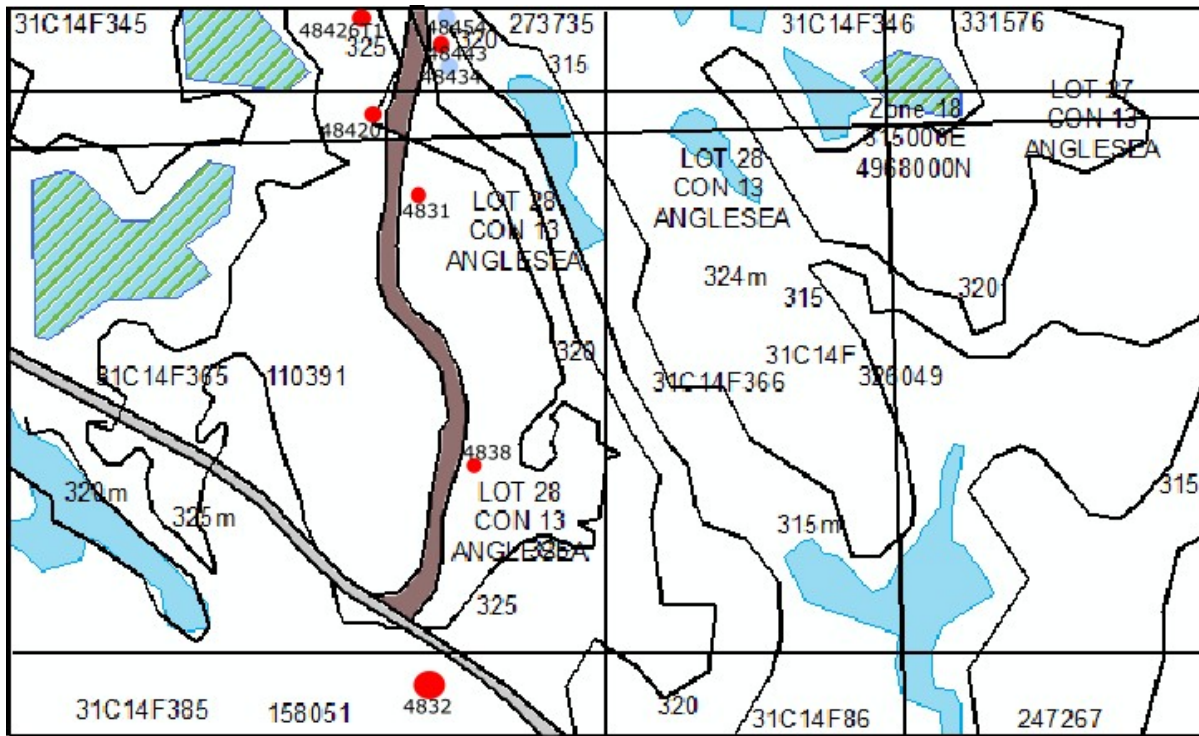 31C14F345
48426T1
325
48454
320
48443
48434
273735
315
31C14F346
331576
48420
LOT 27
CON 13
ANGLESEA
Zone 18
315000E
4968000N
4831
LOT 28
CON 13
ANGLESEA
LOT 28
CON 13
ANGLESEA
324m
315
320
320
31C14F365
110391
31C14F366
31C14F
326049
4838
320m
325m
LOT 28
CON 13
ANGLESEA
315m
315
325
4832
31C14F385
158051
320
31C14F86
247267